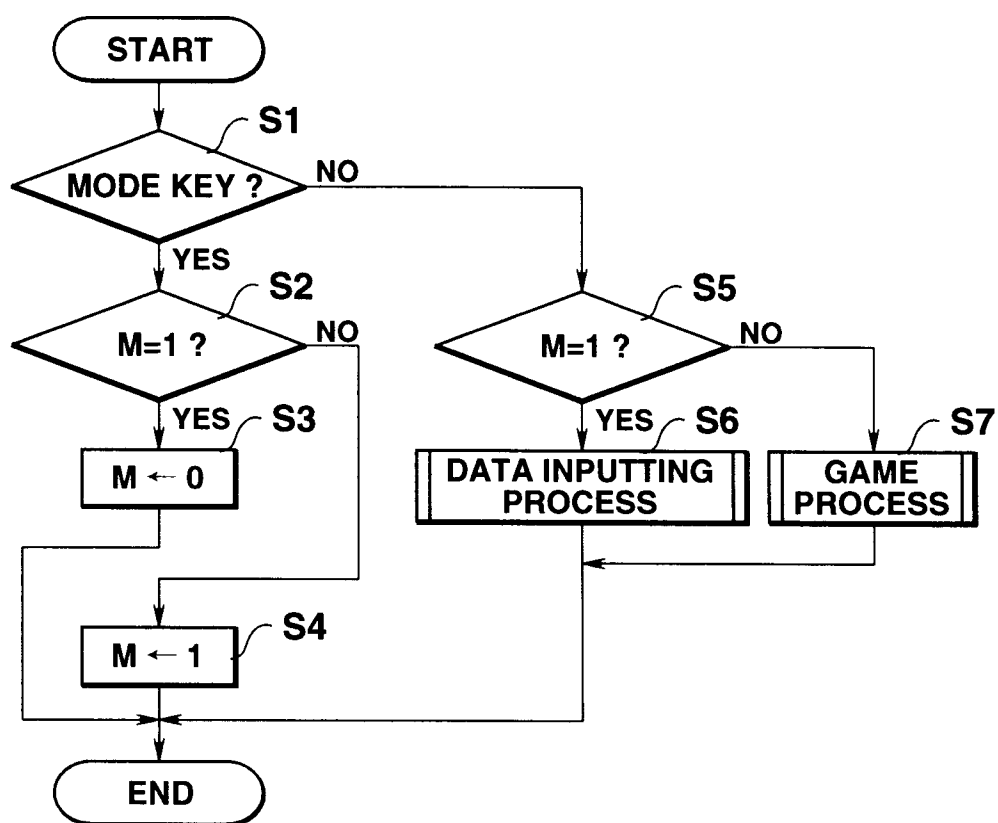 START
S1
MODE KEY ?
NO
YES
S2
M=1 ?
NO
YES
S3
M ← 0
S4
M ← 1
S5
M=1 ?
NO
YES
S6
DATA INPUTTING
PROCESS
S7
GAME
PROCESS
END